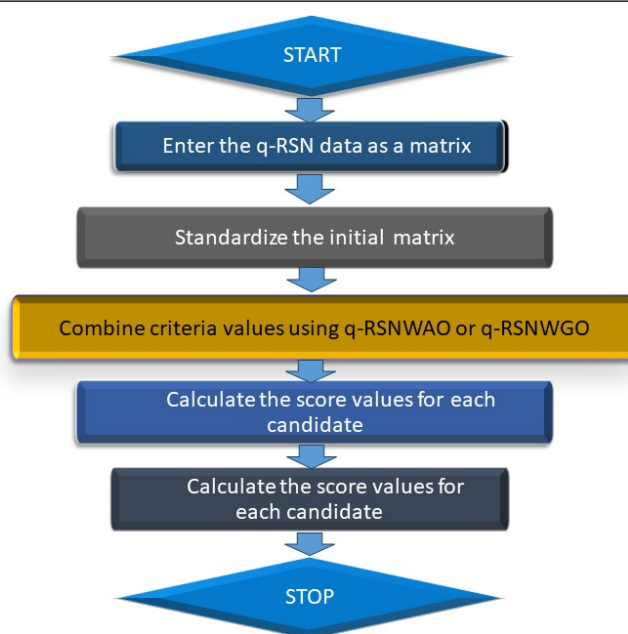 START
Enter the q-RSN data as a matrix
Standardize the initial matrix
Combine criteria values using q-RSNWAO or q-RSNWGO
Calculate the score values for each
candidate
Calculate the score values for
each candidate
STOP